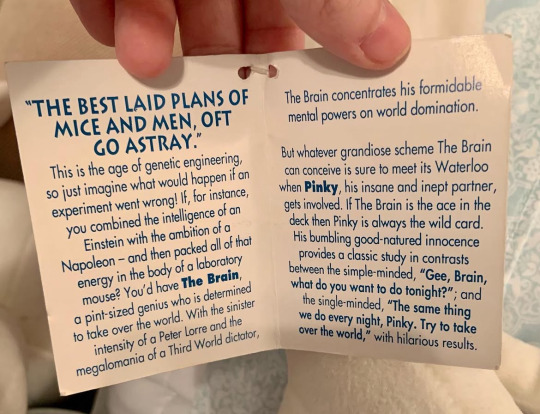 "THE BEST LAID PLANS OF
MICE AND MEN, OFT
GO ASTRAY."
This is the age of genetic engineering,
so just imagine what would happen if an
experiment went wrong! If, for instance,
you combined the intelligence of an
Einstein with the ambition of a
Napoleon – and then packed all of that
energy in the body of a laboratory
mouse? You'd have The Brain,
a pint-sized genius who is determined
to take over the world. With the sinister
intensity of a Peter Lorre and the
megalomania of a Third World dictator,
The Brain concentrates his formidable
mental powers on world domination.
But whatever grandiose scheme The Brain
can conceive is sure to meet its Waterloo
when Pinky, his insane and inept partner,
gets involved. If The Brain is the ace in the
deck then Pinky is always the wild card.
His bumbling good-natured innocence
provides a classic study in contrasts
between the simple-minded, "Gee, Brain,
what do you want to do tonight?"; and
the single-minded, "The same thing
we do every night, Pinky. Try to take
over the world," with hilarious results.